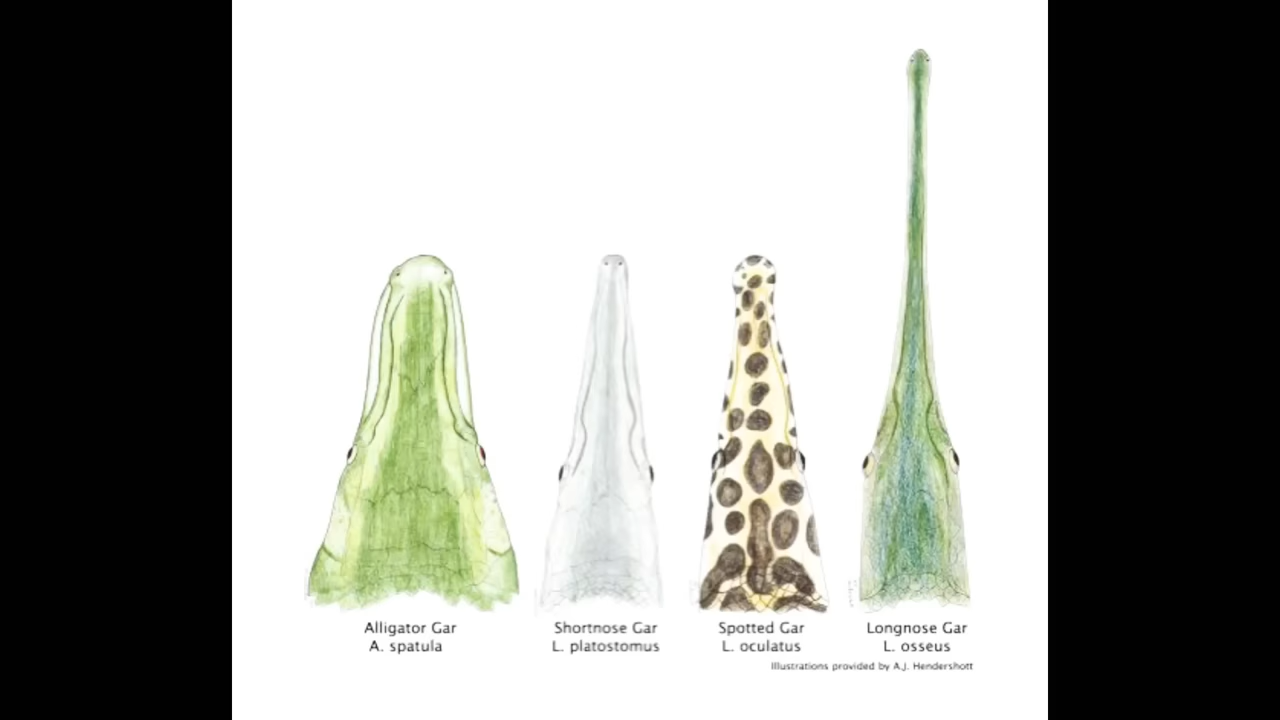 Alligator Gar
A. spatula
Shortnose Gar
L. platostomus
Spotted Gar
L. oculatus
Longnose Gar
L. osseus
Illustrations provided by A.J. Hendershott